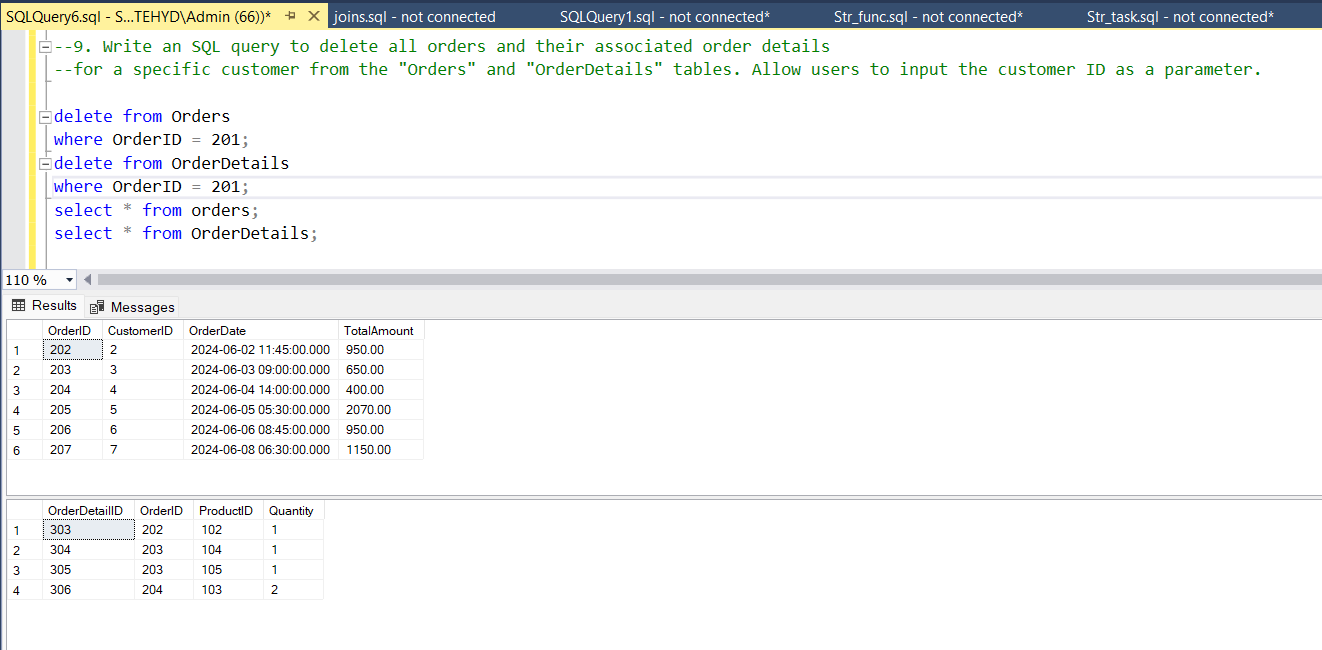 SQLQuery6.sql - S...TEHYD\Admin (66))* joins.sql - not connected SQLQuery1.sql - not connected* Str_func.sql - not connected* Str_task.sql - not connected*
--9. Write an SQL query to delete all orders and their associated order details
--for a specific customer from the "Orders" and "OrderDetails" tables. Allow users to input the customer ID as a parameter.
delete from Orders
where OrderID = 201;
delete from OrderDetails
where OrderID = 201;
select * from orders;
select * from OrderDetails;
110 %
Results Messages
OrderID CustomerID OrderDate TotalAmount
1 202 2 2024-06-02 11:45:00.000 950.00
2 203 3 2024-06-03 09:00:00.000 650.00
3 204 4 2024-06-04 14:00:00.000 400.00
4 205 5 2024-06-05 05:30:00.000 2070.00
5 206 6 2024-06-06 08:45:00.000 950.00
6 207 7 2024-06-08 06:30:00.000 1150.00
OrderDetailID OrderID ProductID Quantity
1 303 202 102 1
2 304 203 104 1
3 305 203 105 1
4 306 204 103 2